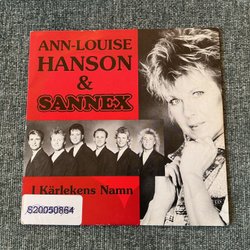 ANN-LOUISE
HANSON
&
SANNEX
I Kärlekens Namn
S20050864